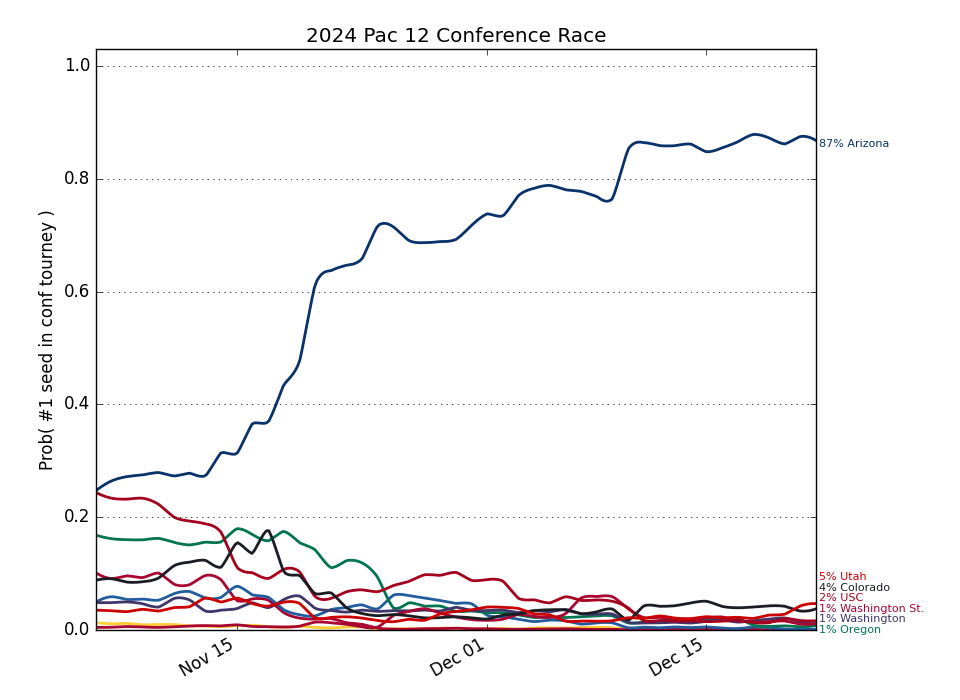 2024 Pac 12 Conference Race
Prob( #1 seed in conf tourney )
1.0
0.8
0.6
0.4
0.2
0.0
Nov 15
Dec 01
Dec 15
87% Arizona
5% Utah
4% Colorado
2% USC
1% Washington St.
1% Washington
1% Oregon